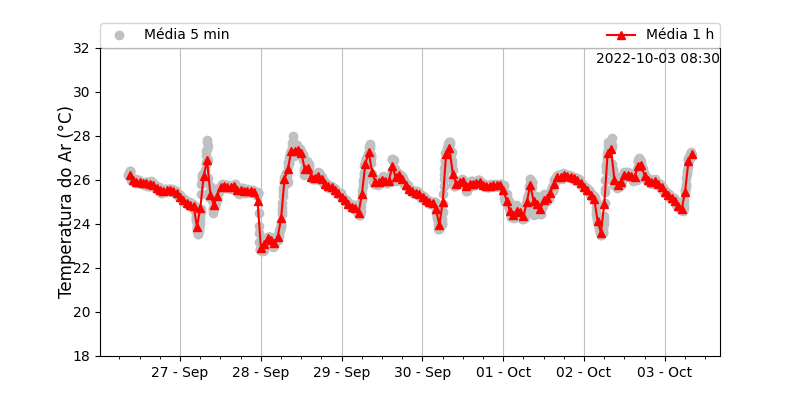 Média 5 min
Média 1 h
2022-10-03 08:30
Temperatura do Ar (°C)
32
30
28
26
24
22
20
18
27 - Sep
28 - Sep
29 - Sep
30 - Sep
01 - Oct
02 - Oct
03 - Oct